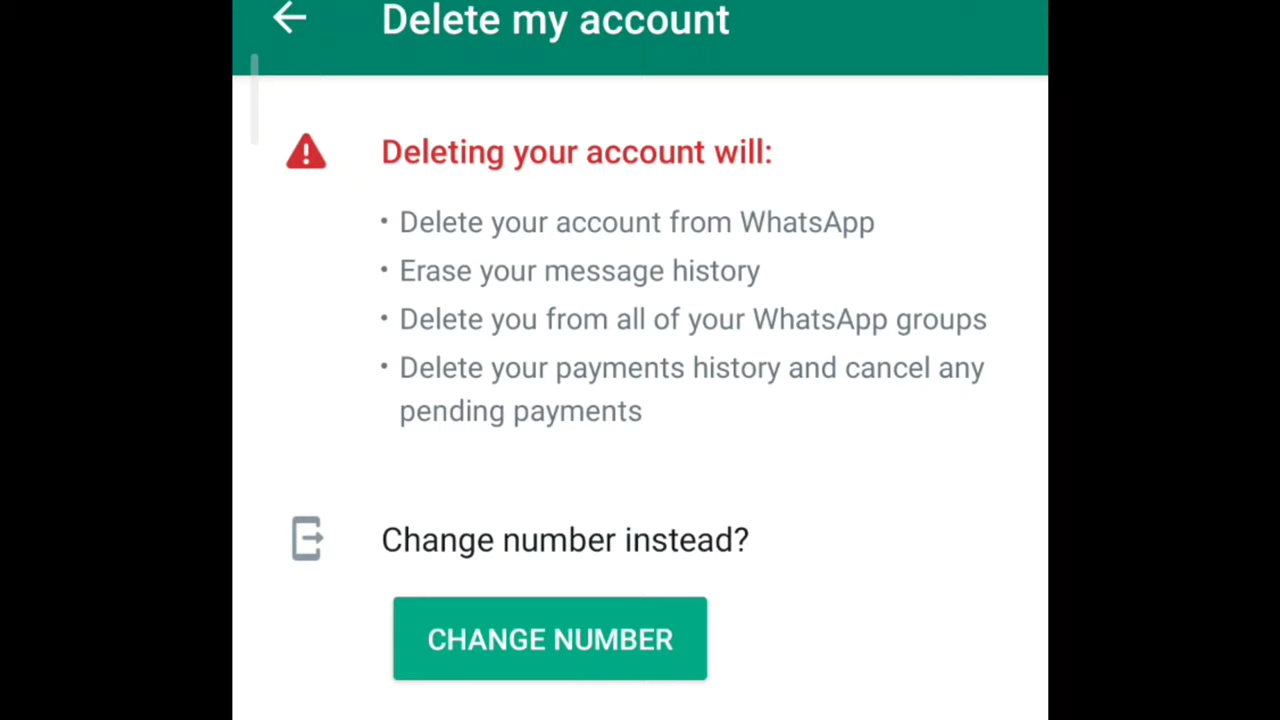 Delete my account
Deleting your account will:
• Delete your account from WhatsApp
• Erase your message history
• Delete you from all of your WhatsApp groups
• Delete your payments history and cancel any
pending payments
Change number instead?
CHANGE NUMBER